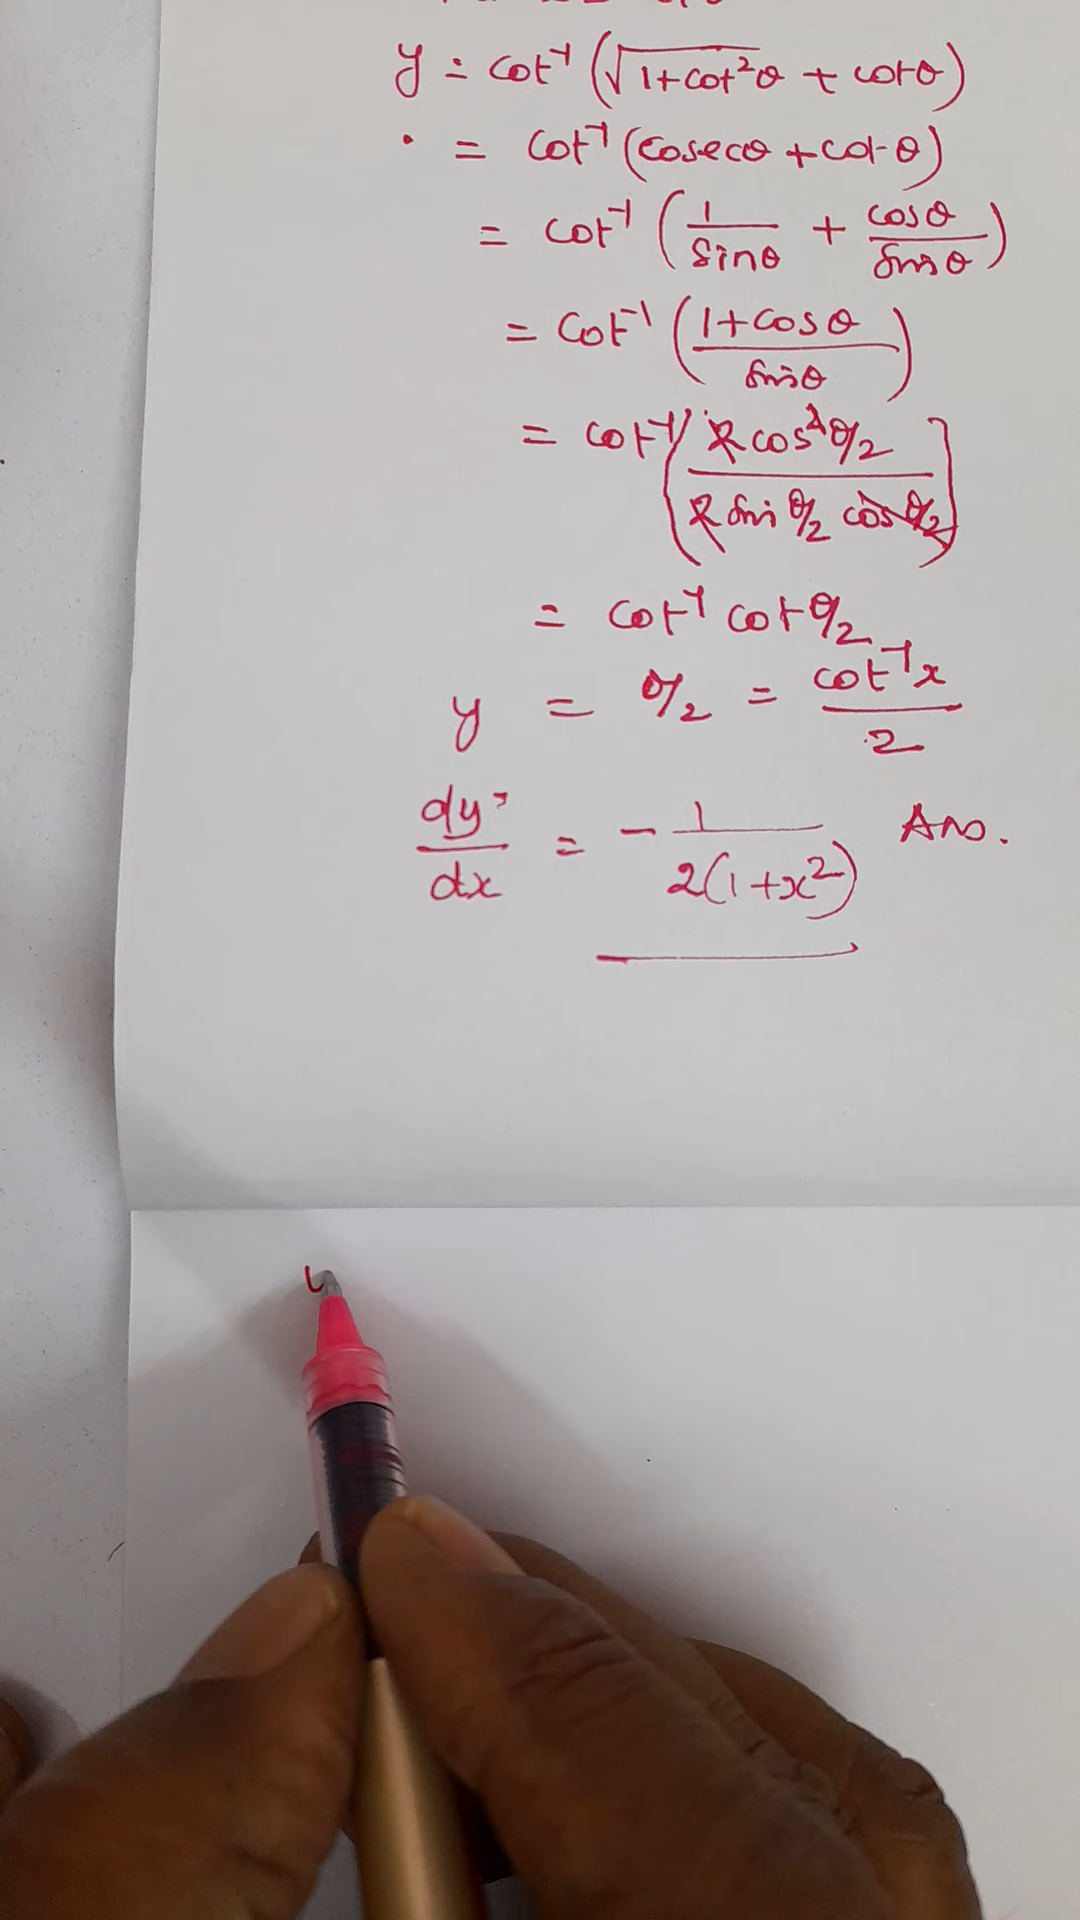 y = cot⁻¹ (√1+cot²θ + cotθ)
= cot⁻¹ (cosecθ + cotθ)
= cot⁻¹ (1/sinθ + cosθ/sinθ)
= cot⁻¹ (1+cosθ/sinθ)
= cot⁻¹ (2cos²θ/2 / 2sinθ/2 cosθ/2)
= cot⁻¹ cotθ/2
y = θ/2 = cot⁻¹x/2
dy/dx = - 1/2(1+x²) Ans.